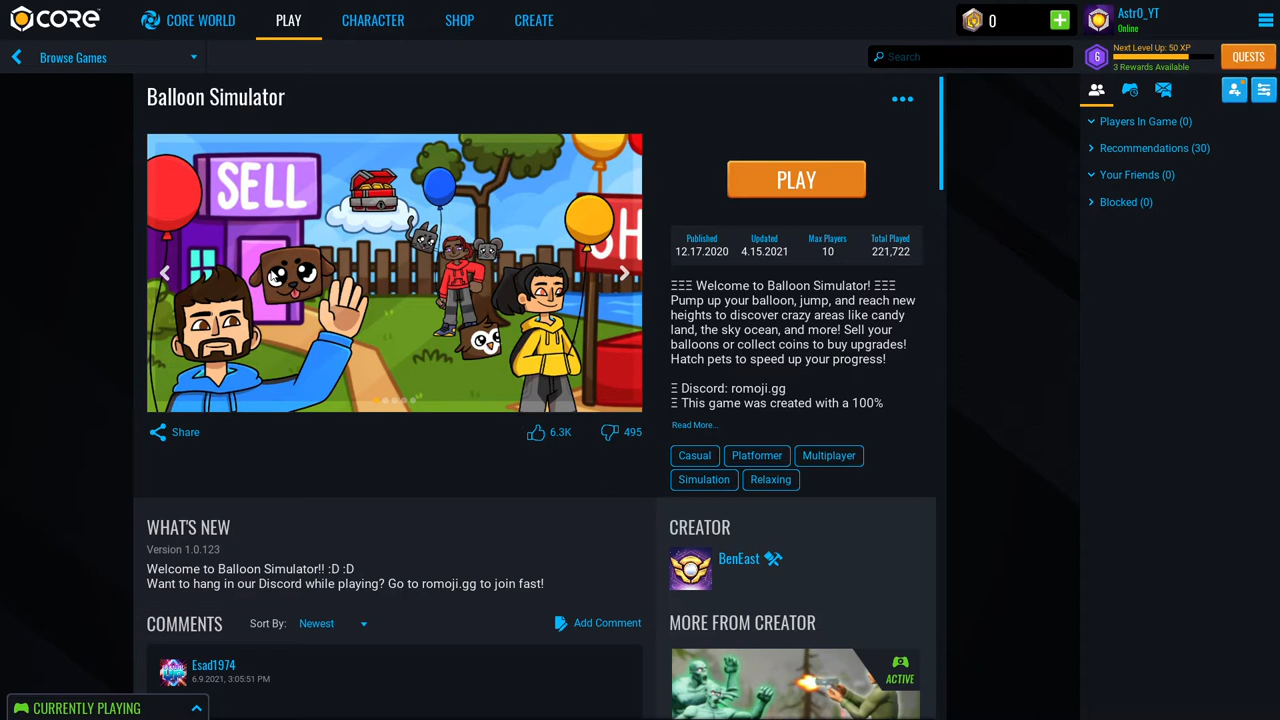 CORE
CORE WORLD
PLAY
CHARACTER
SHOP
CREATE
0
Astr0_YT
Online
Browse Games
Search
6
Next Level Up: 50 XP
3 Rewards Available
QUESTS
Balloon Simulator
SELL
SH
PLAY
Published
Updated
Max Players
Total Played
12.17.2020
4.15.2021
10
221,722
ΞΞΞ Welcome to Balloon Simulator! ΞΞΞ
Pump up your balloon, jump, and reach new
heights to discover crazy areas like candy
land, the sky ocean, and more! Sell your
balloons or collect coins to buy upgrades!
Hatch pets to speed up your progress!
Ξ Discord: romoji.gg
Ξ This game was created with a 100%
Read More...
Share
6.3K
495
Casual
Platformer
Multiplayer
Simulation
Relaxing
Players In Game (0)
Recommendations (30)
Your Friends (0)
Blocked (0)
WHAT'S NEW
Version 1.0.123
Welcome to Balloon Simulator!! :D :D
Want to hang in our Discord while playing? Go to romoji.gg to join fast!
CREATOR
BenEast
COMMENTS
Sort By:
Newest
Add Comment
Esad1974
6.9.2021, 3:05:51 PM
MORE FROM CREATOR
ACTIVE
CURRENTLY PLAYING